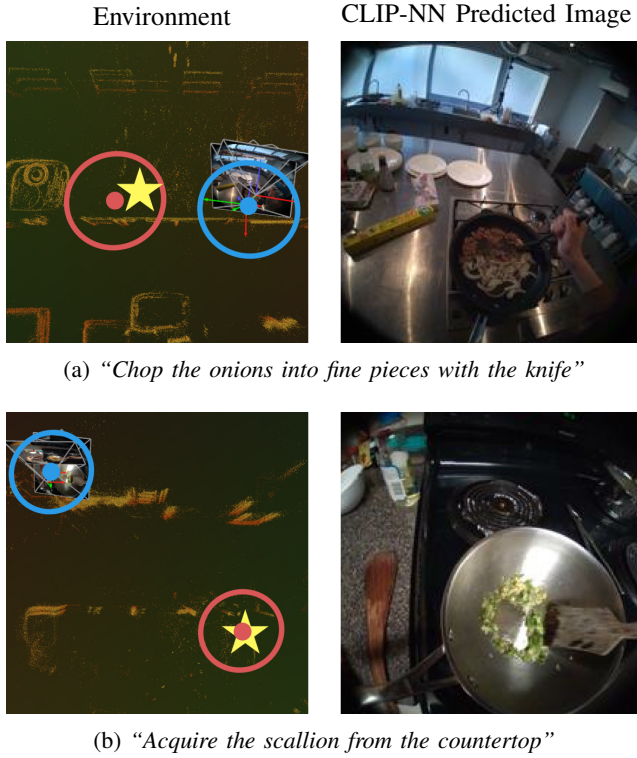 Environment
CLIP-NN Predicted Image
(a) “Chop the onions into fine pieces with the knife”
(b) “Acquire the scallion from the countertop”